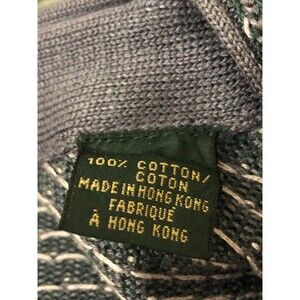 100% COTTON/
COTON
MADE IN HONG KONG
FABRIQUÉ
À HONG KONG